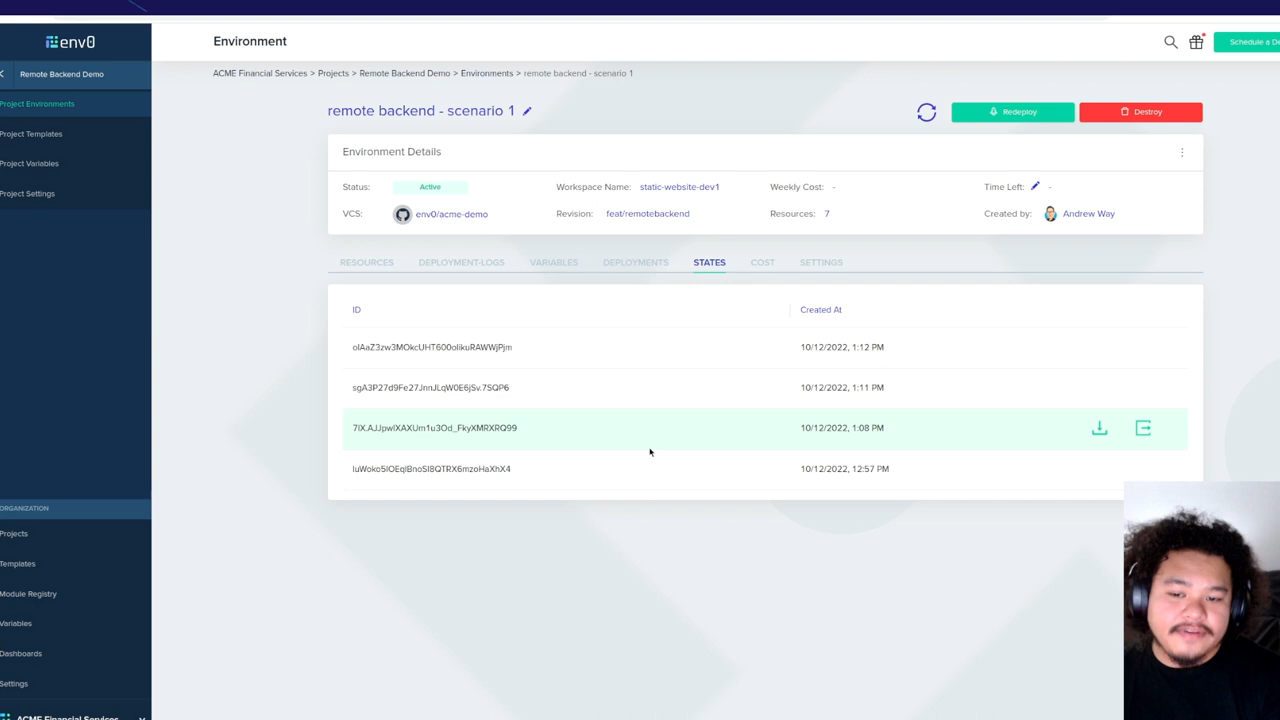 env0
Environment
Schedule a D
Remote Backend Demo
ACME Financial Services > Projects > Remote Backend Demo > Environments > remote backend - scenario 1
Project Environments
Project Templates
Project Variables
Project Settings
remote backend - scenario 1
Redeploy
Destroy
Environment Details
Status: Active Workspace Name: static-website-dev1 Weekly Cost: - Time Left: -
VCS: env0/acme-demo Revision: feat/remotebackend Resources: 7 Created by: Andrew Way
RESOURCES DEPLOYMENT-LOGS VARIABLES DEPLOYMENTS STATES COST SETTINGS
ID Created At
10/12/2022, 1:12 PM
sgA3P27d9Fe27JnnJLqW0E6jSv.7SQP6 10/12/2022, 1:11 PM
10/12/2022, 1:08 PM
10/12/2022, 12:57 PM
ORGANIZATION
Projects
Templates
Module Registry
Variables
Dashboards
Settings
ACME Financial Services